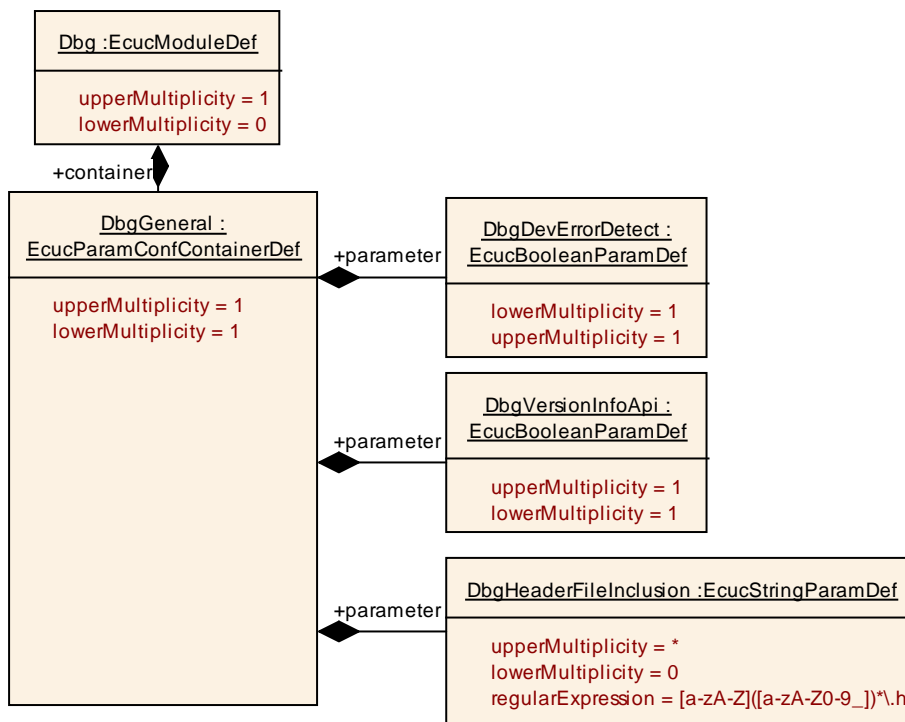 Dbg :EcucModuleDef
upperMultiplicity = 1
lowerMultiplicity = 0
+container
DbgGeneral :
EcucParamConfContainerDef
upperMultiplicity = 1
lowerMultiplicity = 1
+parameter
DbgDevErrorDetect :
EcucBooleanParamDef
lowerMultiplicity = 1
upperMultiplicity = 1
+parameter
DbgVersionInfoApi :
EcucBooleanParamDef
upperMultiplicity = 1
lowerMultiplicity = 1
+parameter
DbgHeaderFileInclusion :EcucStringParamDef
upperMultiplicity = *
lowerMultiplicity = 0
regularExpression = [a-zA-Z]([a-zA-Z0-9_])*\.h